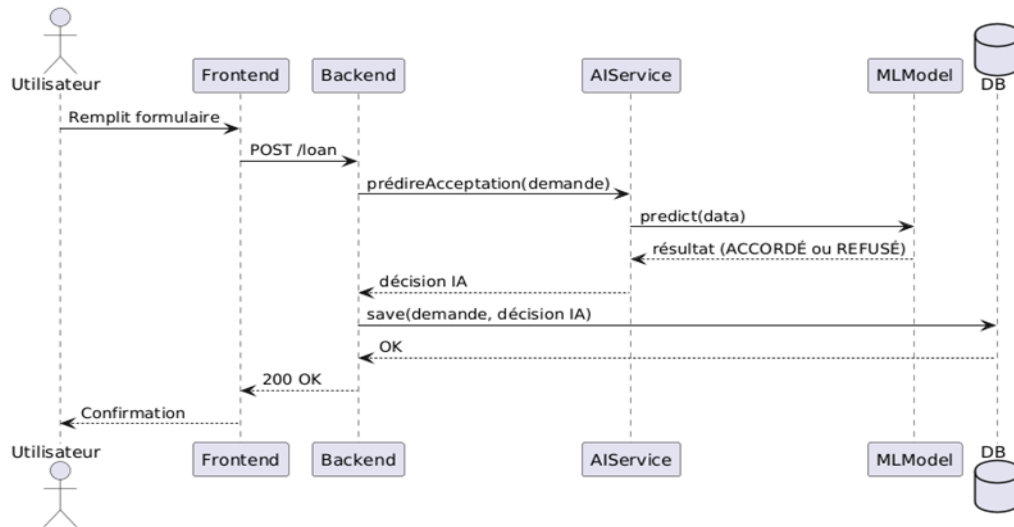 Utilisateur
Frontend
Backend
AIService
MLModel
DB
Remplit formulaire
POST /loan
prédireAcceptation(demande)
predict(data)
résultat (ACCORDÉ ou REFUSÉ)
décision IA
save(demande, décision IA)
OK
200 OK
Confirmation
Utilisateur
Frontend
Backend
AIService
MLModel
DB